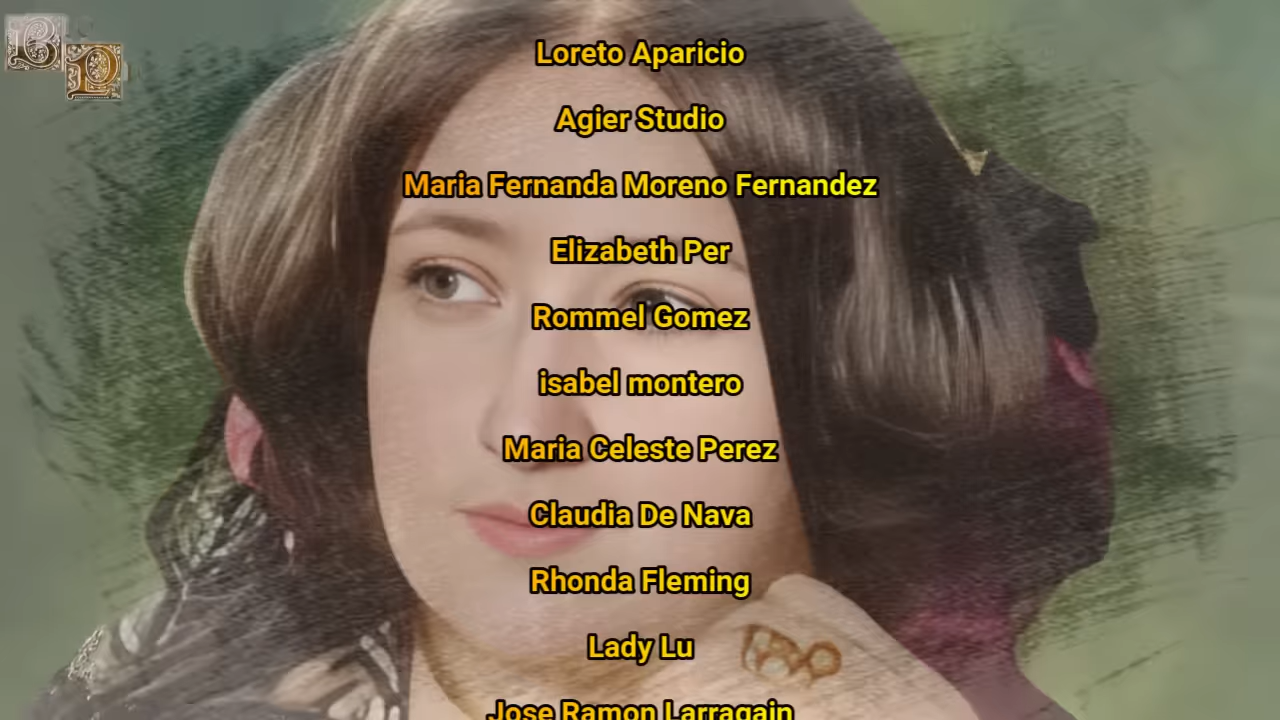 B
P
Loreto Aparicio
Agier Studio
Maria Fernanda Moreno Fernandez
Elizabeth Per
Rommel Gomez
isabel montero
Maria Celeste Perez
Claudia De Nava
Rhonda Fleming
Lady Lu
Jose Ramon Larragain